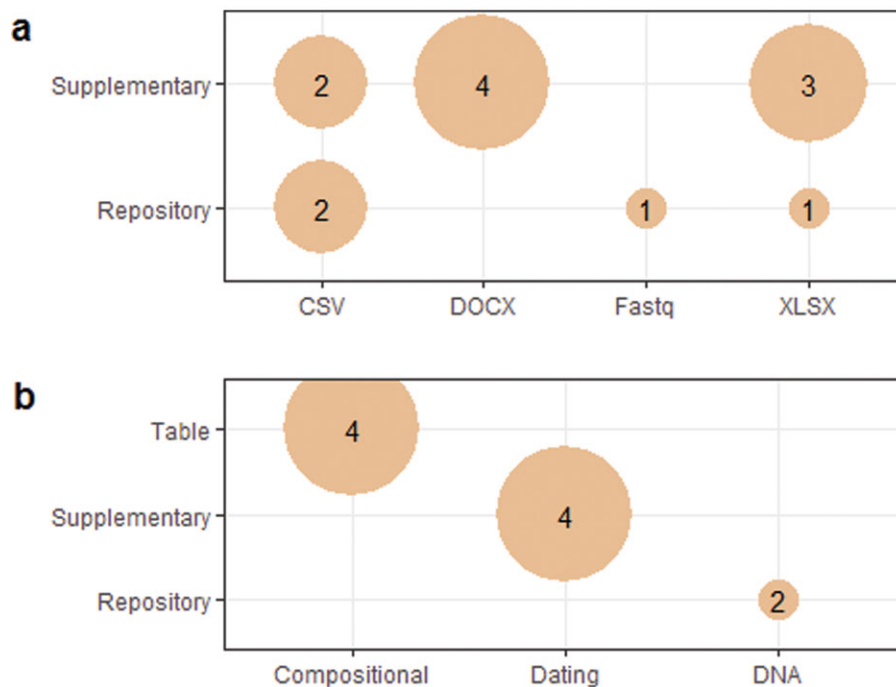 a
Supplementary 2 4 3
Repository 2 1 1
CSV DOCX Fastq XLSX
b
Table 4
Supplementary 4
Repository 2
Compositional Dating DNA